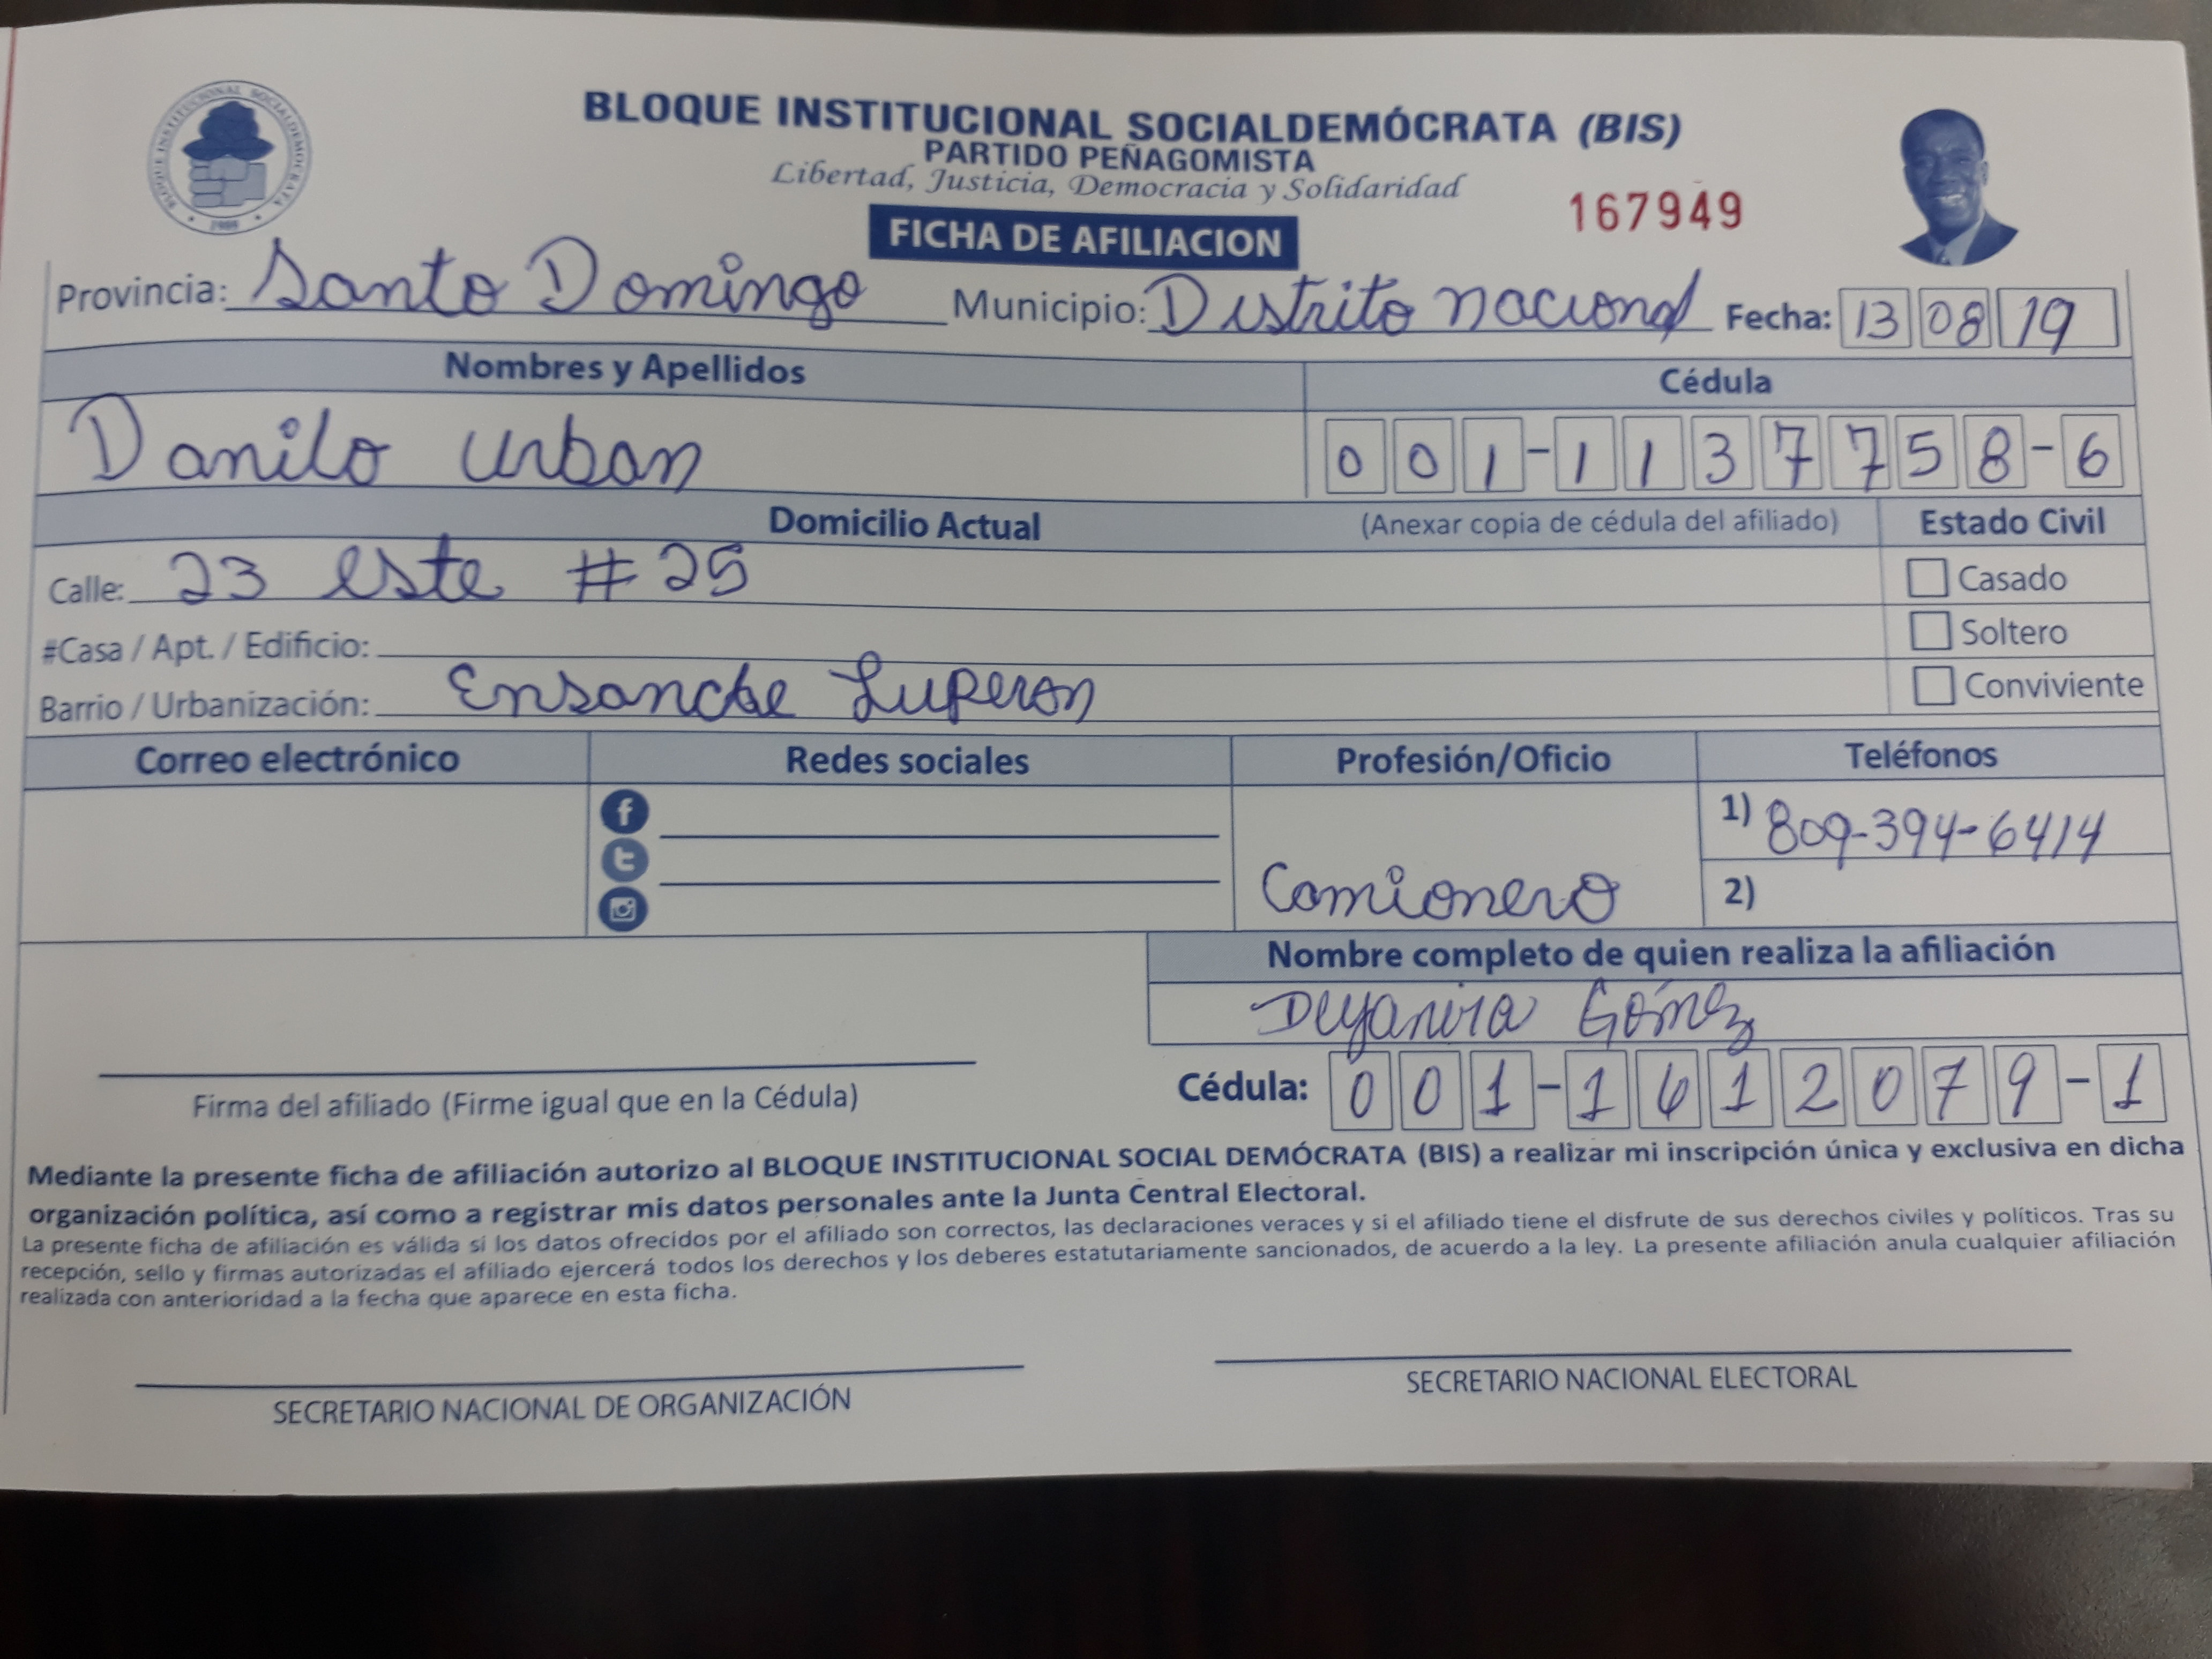 BLOQUE INSTITUCIONAL SOCIALDEMÓCRATA (BIS)
PARTIDO PEÑAGOMISTA
Libertad, Justicia, Democracia y Solidaridad
167949
BLOQUE INSTITUCIONAL SOCIALDEMOCRATA
FICHA DE AFILIACION
Provincia: Santo Domingo Municipio: Distrito nacional Fecha: 13 08 19
Nombres y Apellidos Cédula
Danilo urban 001-1137758-6
Domicilio Actual (Anexar copia de cédula del afiliado) Estado Civil
Calle: 23 este #25 Casado
#Casa / Apt. / Edificio: Soltero
Barrio / Urbanización: Ensanche Luperon Conviviente
Correo electrónico Redes sociales Profesión/Oficio Teléfonos
1) 809-394-6414
Camionero 2)
Nombre completo de quien realiza la afiliación
Deyanira Gómez
Cédula: 001-1612079-1
Firma del afiliado (Firme igual que en la Cédula)
Mediante la presente ficha de afiliación autorizo al BLOQUE INSTITUCIONAL SOCIAL DEMÓCRATA (BIS) a realizar mi inscripción única y exclusiva en dicha
organización política, así como a registrar mis datos personales ante la Junta Central Electoral.
La presente ficha de afiliación es válida si los datos ofrecidos por el afiliado son correctos, las declaraciones veraces y si el afiliado tiene el disfrute de sus derechos civiles y políticos. Tras su
recepción, sello y firmas autorizadas el afiliado ejercerá todos los derechos y los deberes estatutariamente sancionados, de acuerdo a la ley. La presente afiliación anula cualquier afiliación
realizada con anterioridad a la fecha que aparece en esta ficha.
SECRETARIO NACIONAL DE ORGANIZACIÓN SECRETARIO NACIONAL ELECTORAL